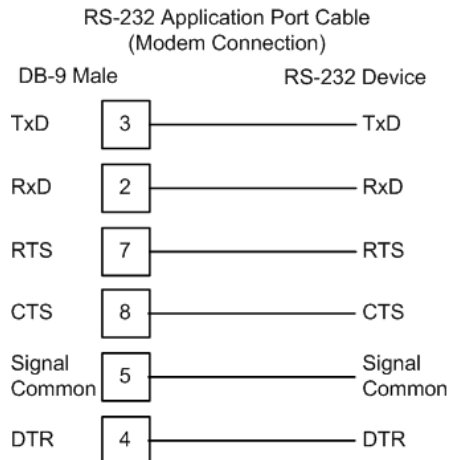 RS-232 Application Port Cable
(Modem Connection)
DB-9 Male RS-232 Device
TxD 3 TxD
RxD 2 RxD
RTS 7 RTS
CTS 8 CTS
Signal Common 5 Signal Common
DTR 4 DTR